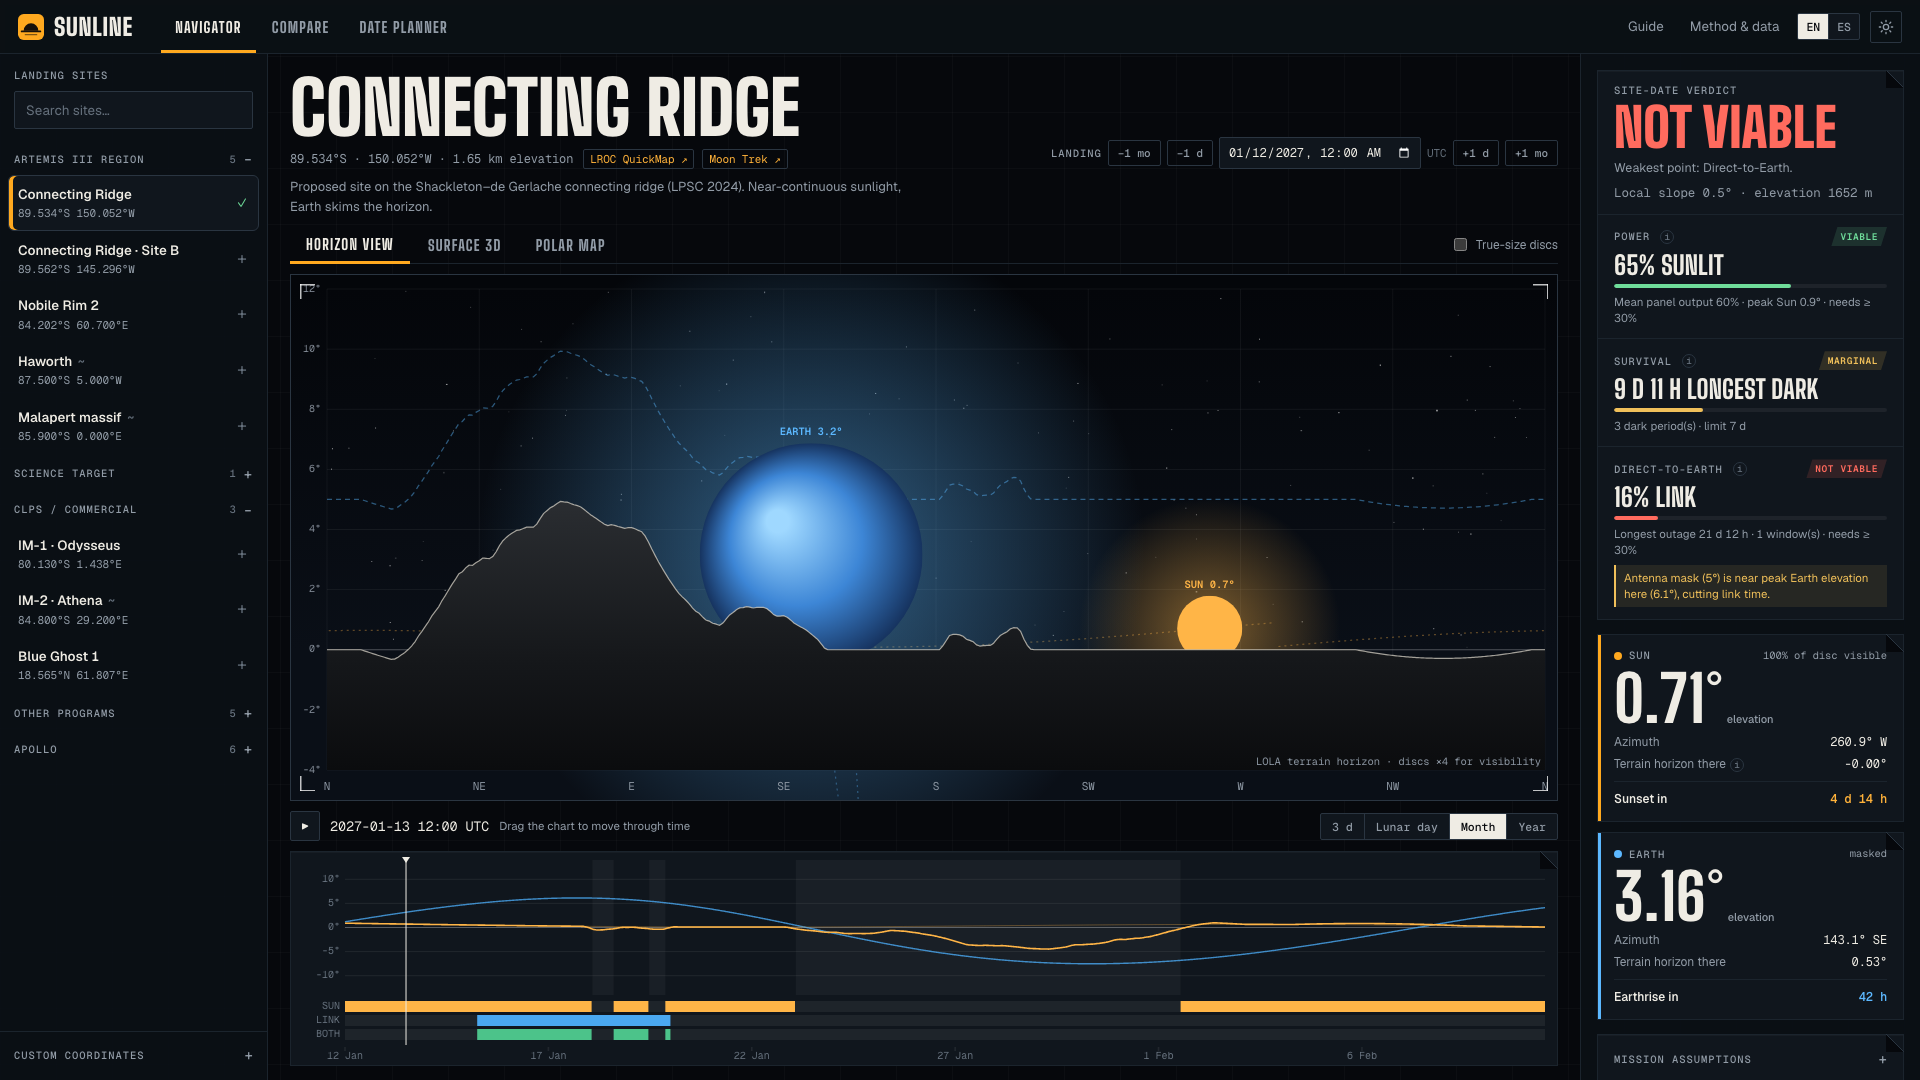 SUNLINE
NAVIGATOR
COMPARE
DATE PLANNER
Guide
Method & data
EN
ES
LANDING SITES
Search sites…
ARTEMIS III REGION 5 −
Connecting Ridge
89.534°S 150.052°W
✓
Connecting Ridge · Site B
89.562°S 145.296°W
+
Nobile Rim 2
84.202°S 60.700°E
+
Haworth ~
87.500°S 5.000°W
+
Malapert massif ~
85.900°S 0.000°E
+
SCIENCE TARGET 1 +
CLPS / COMMERCIAL 3 −
IM-1 · Odysseus
80.130°S 1.438°E
+
IM-2 · Athena ~
84.800°S 29.200°E
+
Blue Ghost 1
18.565°N 61.807°E
+
OTHER PROGRAMS 5 +
APOLLO 6 +
CUSTOM COORDINATES +
CONNECTING RIDGE
89.534°S · 150.052°W · 1.65 km elevation
LROC QuickMap ↗
Moon Trek ↗
Proposed site on the Shackleton–de Gerlache connecting ridge (LPSC 2024). Near-continuous sunlight,
Earth skims the horizon.
LANDING
−1 mo
−1 d
01/12/2027, 12:00 AM
UTC
+1 d
+1 mo
HORIZON VIEW
SURFACE 3D
POLAR MAP
True-size discs
12°
10°
8°
6°
4°
2°
0°
-2°
-4°
EARTH 3.2°
SUN 0.7°
LOLA terrain horizon · discs ×4 for visibility
N NE E SE S SW W NW N
2027-01-13 12:00 UTC
Drag the chart to move through time
3 d
Lunar day
Month
Year
10°
5°
0°
-5°
-10°
SUN
LINK
BOTH
12 Jan 17 Jan 22 Jan 27 Jan 1 Feb 6 Feb
SITE-DATE VERDICT
NOT VIABLE
Weakest point: Direct-to-Earth.
Local slope 0.5° · elevation 1652 m
POWER i
VIABLE
65% SUNLIT
Mean panel output 60% · peak Sun 0.9° · needs ≥
30%
SURVIVAL i
MARGINAL
9 D 11 H LONGEST DARK
3 dark period(s) · limit 7 d
DIRECT-TO-EARTH i
NOT VIABLE
16% LINK
Longest outage 21 d 12 h · 1 window(s) · needs ≥
30%
Antenna mask (5°) is near peak Earth elevation
here (6.1°), cutting link time.
SUN
100% of disc visible
0.71° elevation
Azimuth 260.9° W
Terrain horizon there i -0.00°
Sunset in 4 d 14 h
EARTH
masked
3.16° elevation
Azimuth 143.1° SE
Terrain horizon there 0.53°
Earthrise in 42 h
MISSION ASSUMPTIONS +